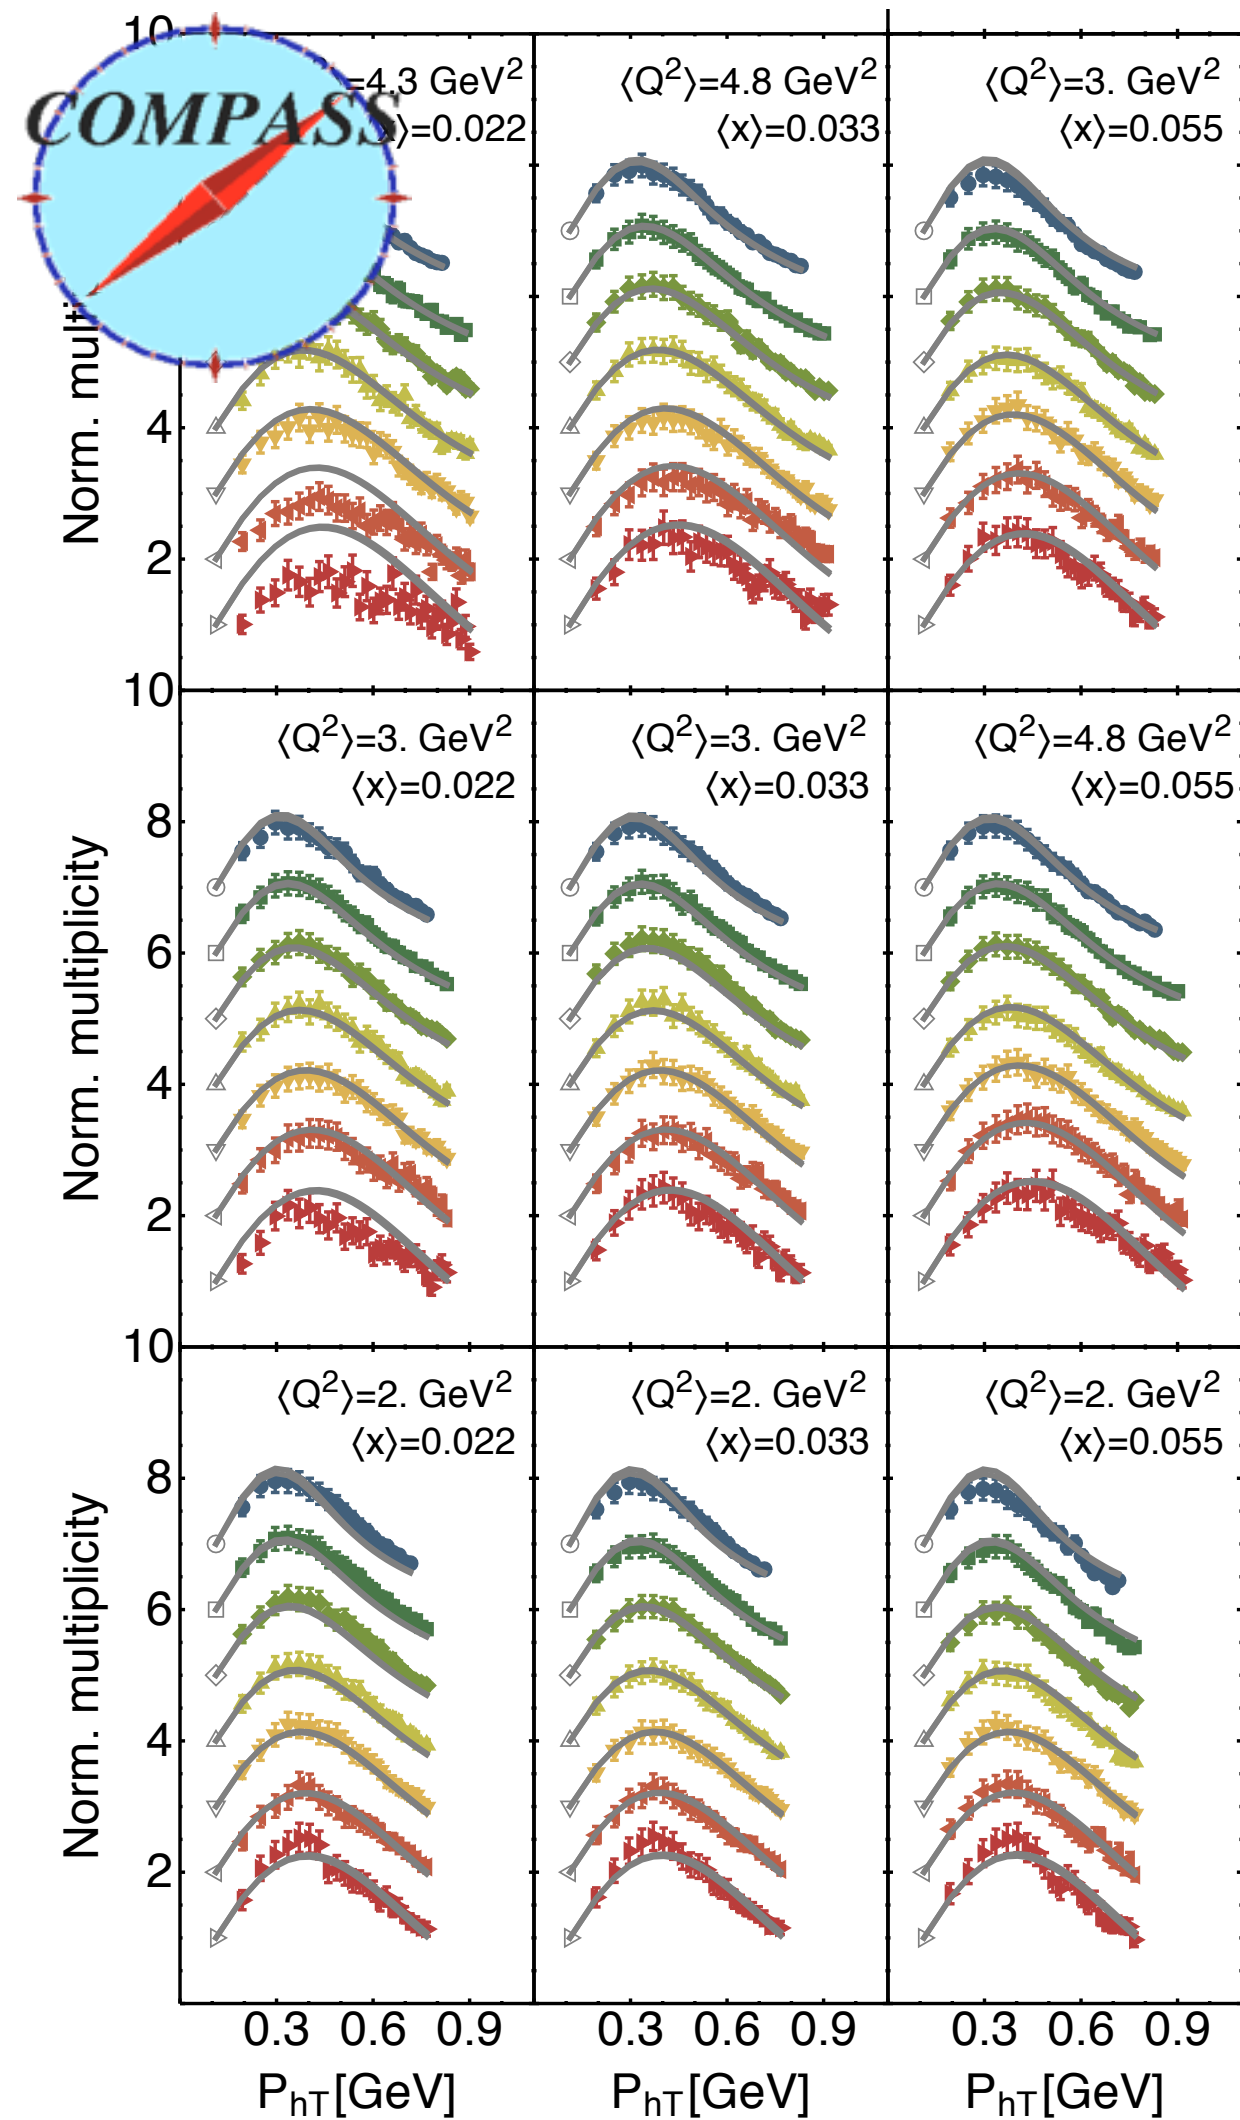 10
COMPASS
=4.3 GeV²
⟩=0.022
⟨Q²⟩=4.8 GeV²
⟨x⟩=0.033
⟨Q²⟩=3. GeV²
⟨x⟩=0.055
Norm. multi
4
2
10
⟨Q²⟩=3. GeV²
⟨x⟩=0.022
⟨Q²⟩=3. GeV²
⟨x⟩=0.033
⟨Q²⟩=4.8 GeV²
⟨x⟩=0.055
Norm. multiplicity
8
6
4
2
10
⟨Q²⟩=2. GeV²
⟨x⟩=0.022
⟨Q²⟩=2. GeV²
⟨x⟩=0.033
⟨Q²⟩=2. GeV²
⟨x⟩=0.055
Norm. multiplicity
8
6
4
2
0.3 0.6 0.9 0.3 0.6 0.9 0.3 0.6 0.9
P_hT[GeV] P_hT[GeV] P_hT[GeV]